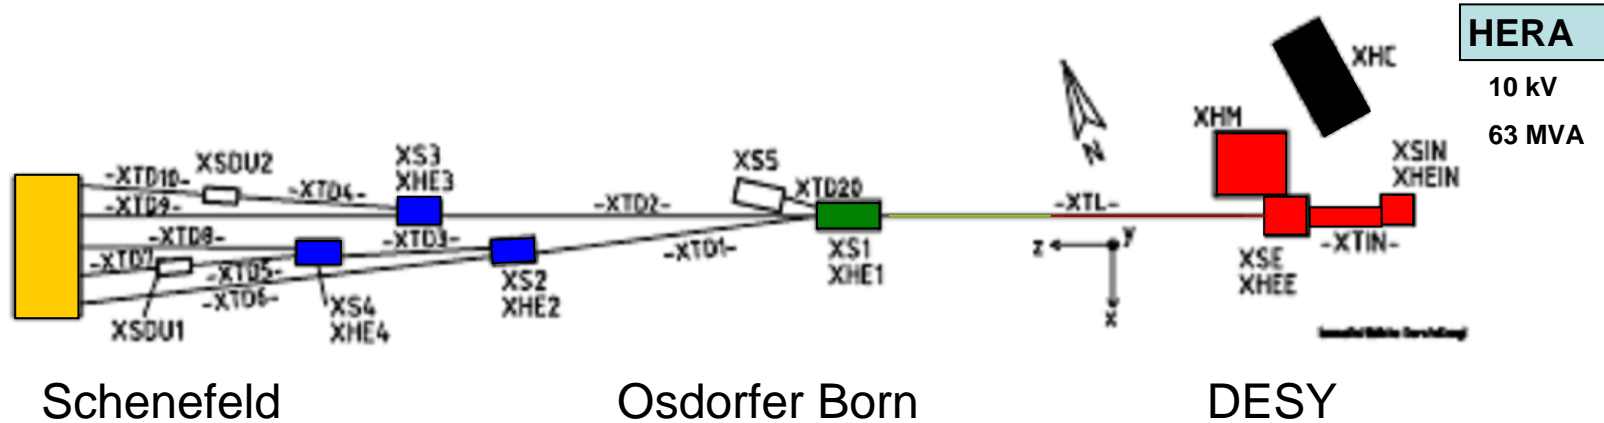 HERA
10 kV
63 MVA
XHC
XHM
XSIN
XHEIN
N
XS3
XHE3
XSDU2
-XTD10-
-XTD4-
-XTD9-
-XTD2-
XS5
XTD20
-XTL-
-XTD8-
-XTD3-
-XTD7
-XTD5-
-XTD6-
-XTD1-
XS1
XHE1
z
y
x
-XTIN-
XSE
XHEE
XS2
XHE2
XS4
XHE4
XSDU1
Schenefeld
Osdorfer Born
DESY